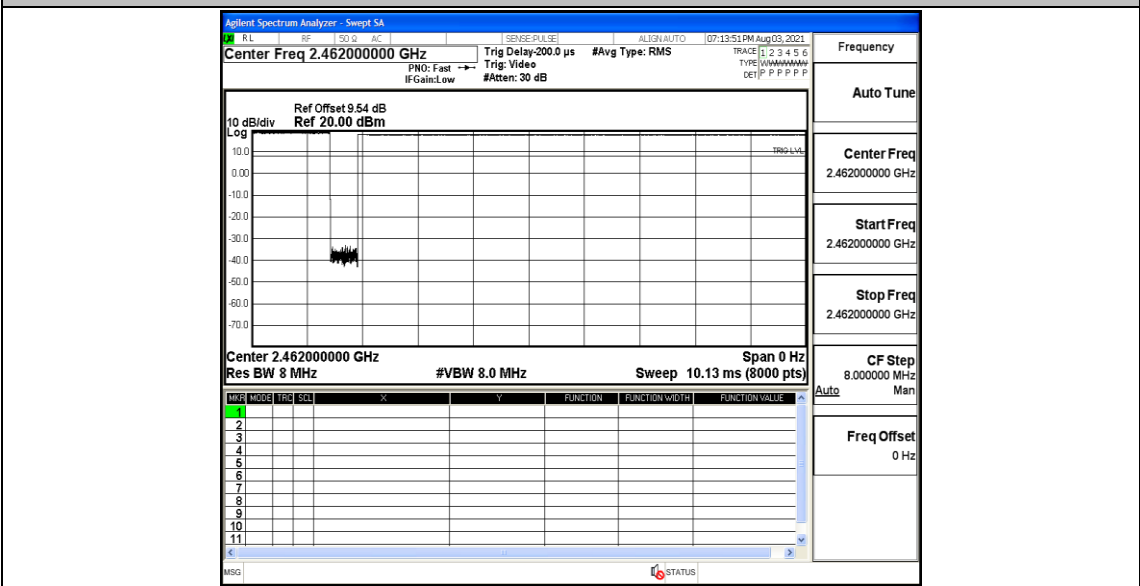 Agilent Spectrum Analyzer - Swept SA
RL RF 50 Ω AC SENSE:PULSE ALIGN AUTO 07:13:51 PM Aug 03, 2021
Center Freq 2.462000000 GHz
PNO: Fast
IFGain:Low
Trig Delay-200.0 µs
Trig: Video
#Atten: 30 dB
#Avg Type: RMS
TRACE 1 2 3 4 5 6
TYPE
DET P P P P P P
Ref Offset 9.54 dB
10 dB/div Ref 20.00 dBm
Log
10.0
0.00
-10.0
-20.0
-30.0
-40.0
-50.0
-60.0
-70.0
TRIG LVL
Center 2.462000000 GHz Span 0 Hz
Res BW 8 MHz #VBW 8.0 MHz Sweep 10.13 ms (8000 pts)
MKR MODE TRC SCL X Y FUNCTION FUNCTION WIDTH FUNCTION VALUE
1
2
3
4
5
6
7
8
9
10
11
MSG STATUS
Frequency
Auto Tune
Center Freq
2.462000000 GHz
Start Freq
2.462000000 GHz
Stop Freq
2.462000000 GHz
CF Step
8.000000 MHz
Auto Man
Freq Offset
0 Hz